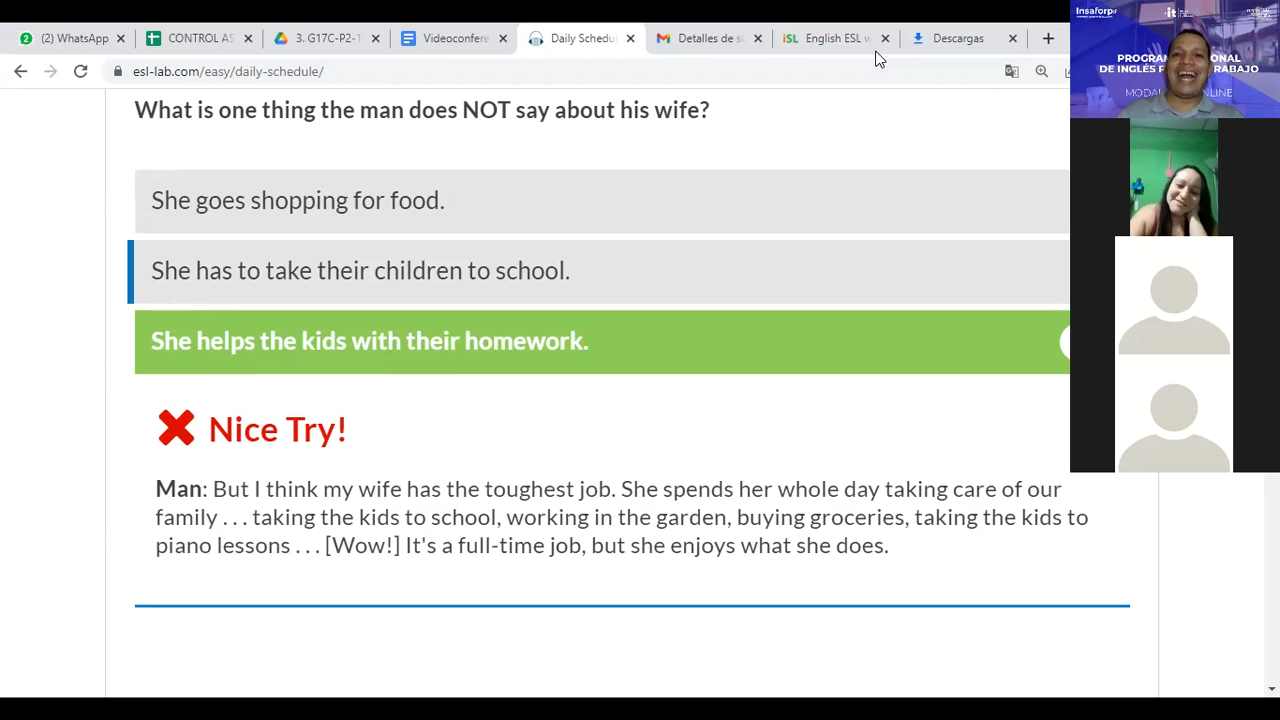 (2) WhatsApp
CONTROL AS
3. G17C-P2-1
Videoconfere
Daily Schedu
Detalles de s
English ESL w
Descargas
esl-lab.com/easy/daily-schedule/
What is one thing the man does NOT say about his wife?
She goes shopping for food.
She has to take their children to school.
She helps the kids with their homework.
Nice Try!
Man: But I think my wife has the toughest job. She spends her whole day taking care of our
family . . . taking the kids to school, working in the garden, buying groceries, taking the kids to
piano lessons . . . [Wow!] It's a full-time job, but she enjoys what she does.
Insaforp
it
DE INGLÉS
ONLINE